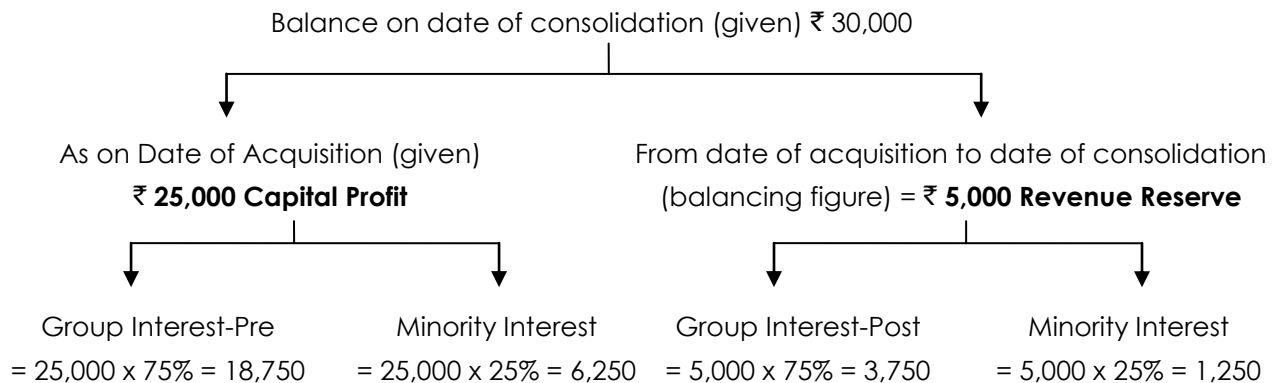 Balance on date of consolidation (given) ₹ 30,000
As on Date of Acquisition (given)
₹ 25,000 Capital Profit
From date of acquisition to date of consolidation
(balancing figure) = ₹ 5,000 Revenue Reserve
Group Interest-Pre
= 25,000 x 75% = 18,750
Minority Interest
= 25,000 x 25% = 6,250
Group Interest-Post
= 5,000 x 75% = 3,750
Minority Interest
= 5,000 x 25% = 1,250